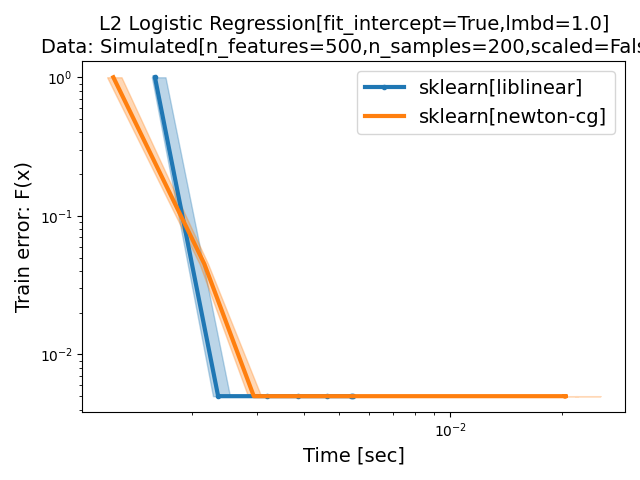 L2 Logistic Regression[fit_intercept=True,lmbd=1.0]
Data: Simulated[n_features=500,n_samples=200,scaled=Fals
sklearn[liblinear]
sklearn[newton-cg]
Train error: F(x)
10⁰
10⁻¹
10⁻²
10⁻²
Time [sec]